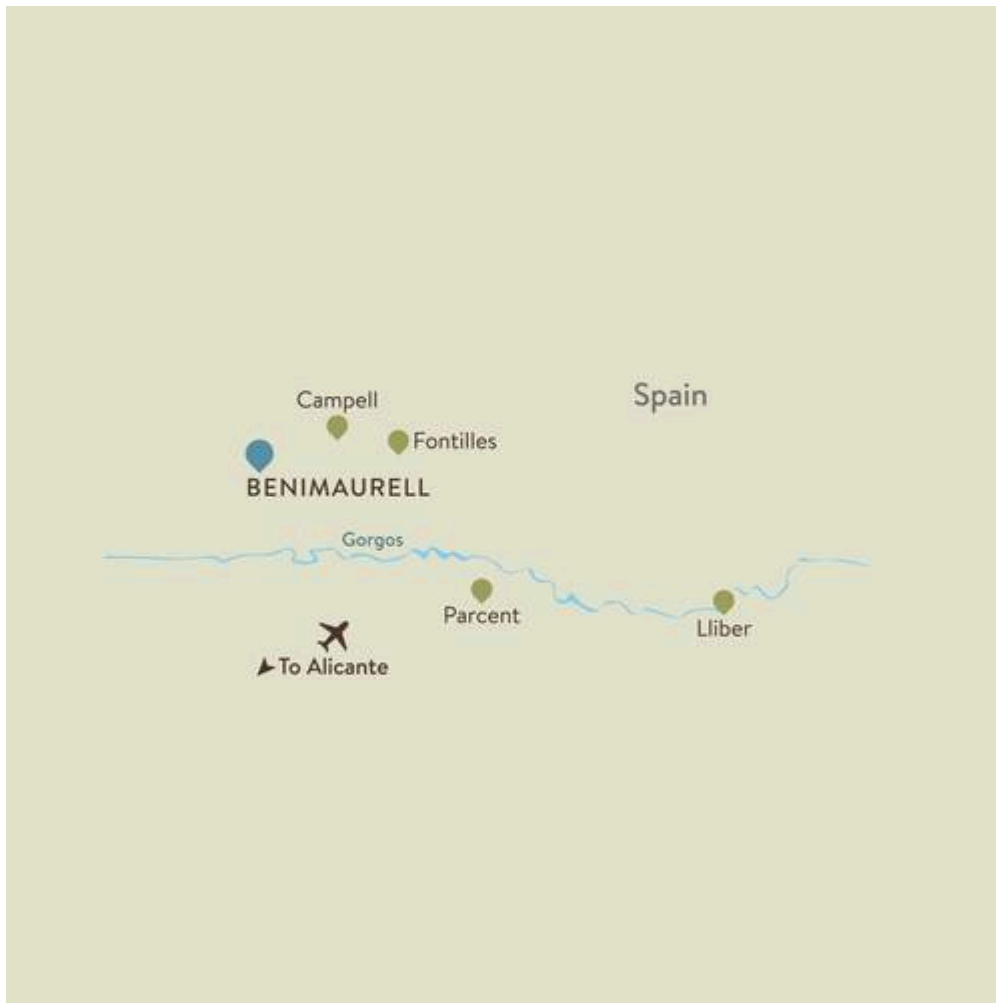 Spain
Campell
Fontilles
BENIMAURELL
Gorgos
Parcent
Lliber
To Alicante